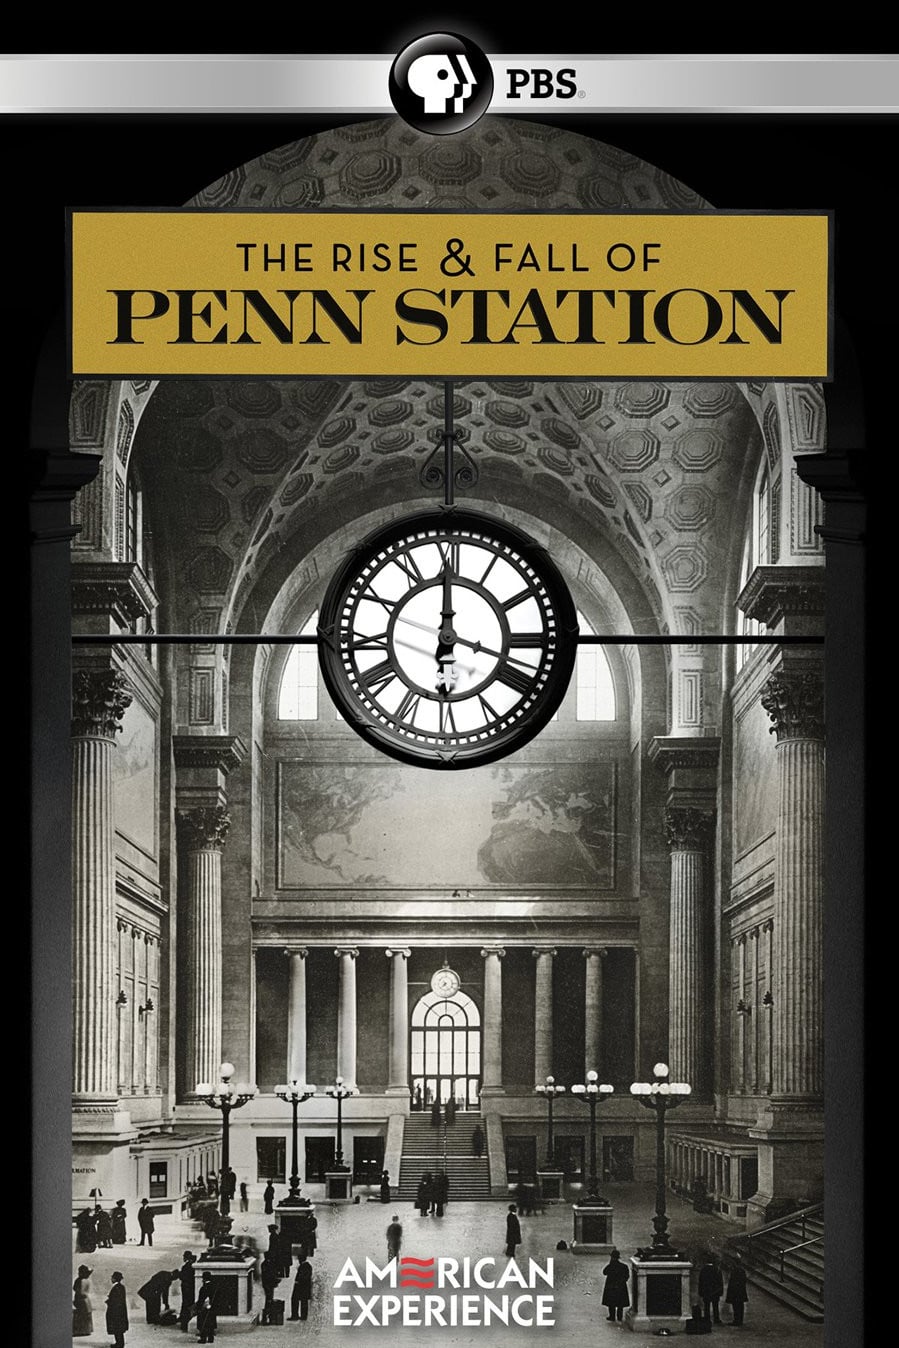 PBS®
THE RISE & FALL OF
PENN STATION
AMERICAN
EXPERIENCE